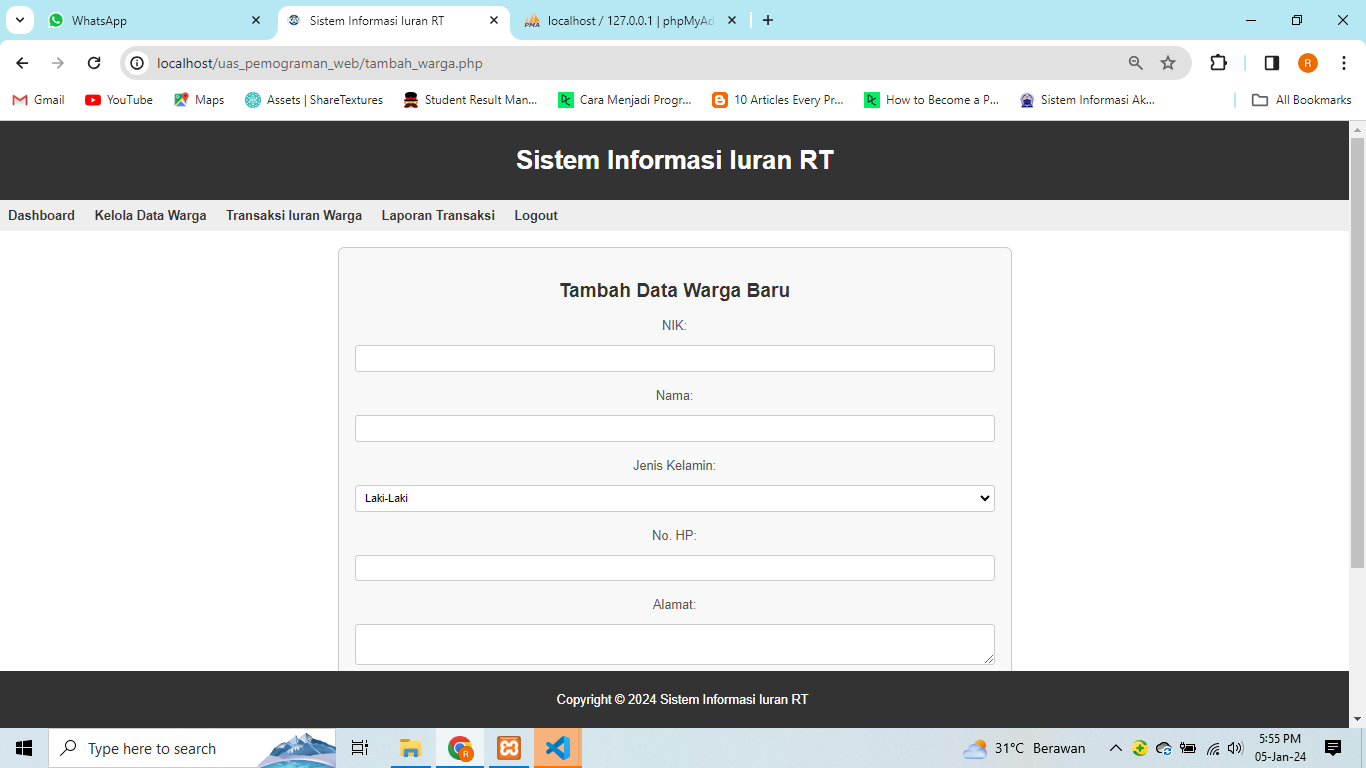 WhatsApp
Sistem Informasi Iuran RT
localhost / 127.0.0.1 | phpMyAd
localhost/uas_pemograman_web/tambah_warga.php
R
Gmail
YouTube
Maps
Assets | ShareTextures
Student Result Man...
Cara Menjadi Progr...
10 Articles Every Pr...
How to Become a P...
Sistem Informasi Ak...
All Bookmarks
Sistem Informasi Iuran RT
Dashboard Kelola Data Warga Transaksi Iuran Warga Laporan Transaksi Logout
Tambah Data Warga Baru
NIK:
Nama:
Jenis Kelamin:
Laki-Laki
No. HP:
Alamat:
Copyright © 2024 Sistem Informasi Iuran RT
Type here to search
R
31°C Berawan
5:55 PM
05-Jan-24